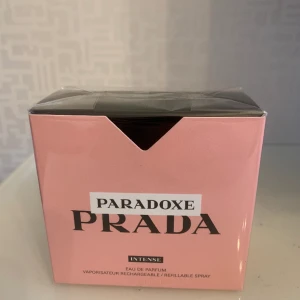 PARADOXE
PRADA
INTENSE
EAU DE PARFUM
VAPORISATEUR RECHARGEABLE / REFILLABLE SPRAY